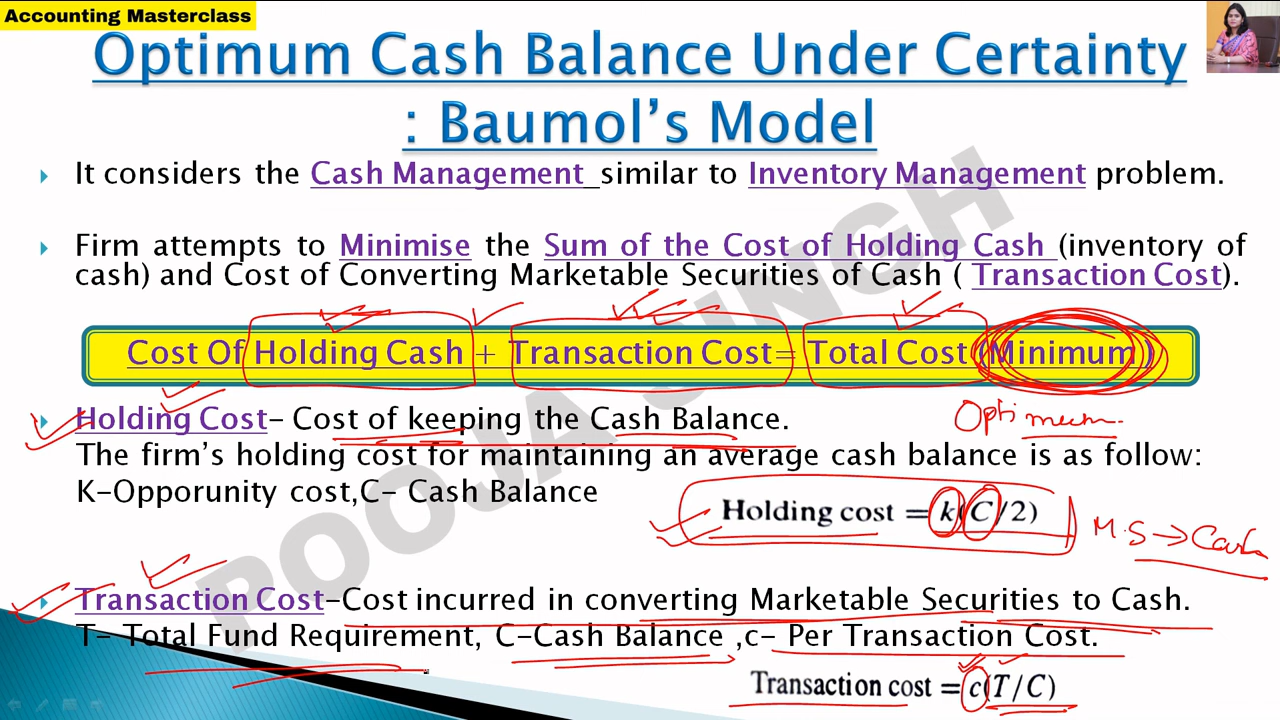 Accounting Masterclass
Optimum Cash Balance Under Certainty
: Baumol's Model
It considers the Cash Management similar to Inventory Management problem.
Firm attempts to Minimise the Sum of the Cost of Holding Cash (inventory of
cash) and Cost of Converting Marketable Securities of Cash ( Transaction Cost).
Cost Of Holding Cash + Transaction Cost= Total Cost (Minimum )
Optimum.
Holding Cost- Cost of keeping the Cash Balance.
The firm's holding cost for maintaining an average cash balance is as follow:
K-Opporunity cost,C- Cash Balance
Holding cost = k(C/2)
M.S → Cash
Transaction Cost-Cost incurred in converting Marketable Securities to Cash.
T- Total Fund Requirement, C-Cash Balance ,c- Per Transaction Cost.
Transaction cost = c(T/C)
POOJA SINGH